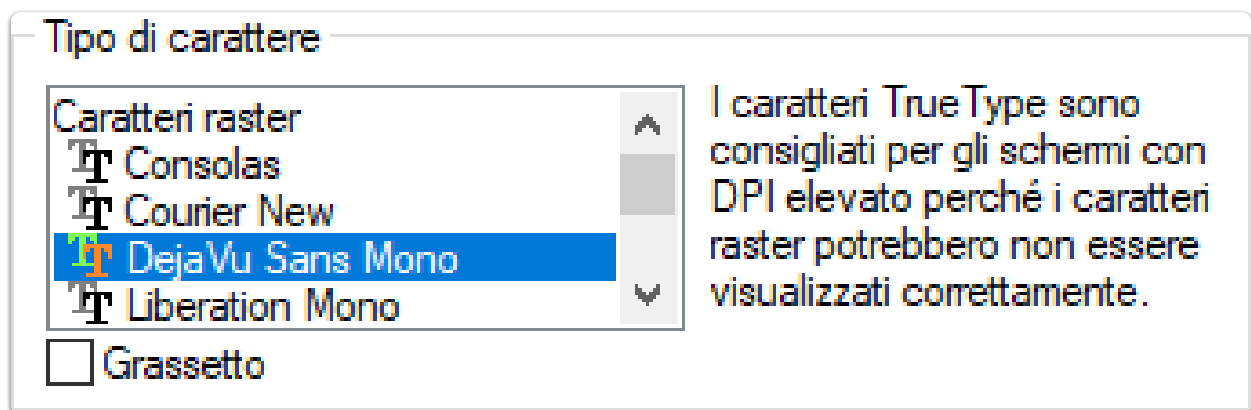 Tipo di carattere
Caratteri raster
Consolas
Courier New
DejaVu Sans Mono
Liberation Mono
Grassetto
I caratteri TrueType sono
consigliati per gli schermi con
DPI elevato perché i caratteri
raster potrebbero non essere
visualizzati correttamente.